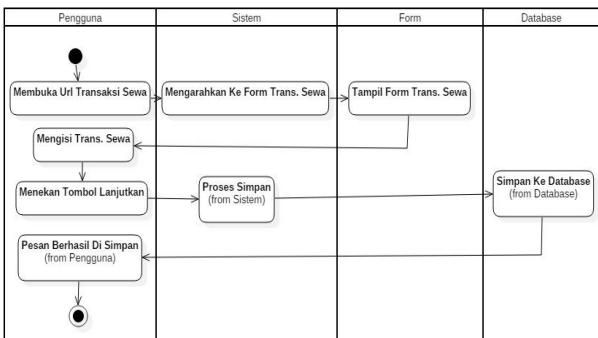 Pengguna
Sistem
Form
Database
Membuka Url Transaksi Sewa
Mengarahkan Ke Form Trans. Sewa
Tampil Form Trans. Sewa
Mengisi Trans. Sewa
Menekan Tombol Lanjutkan
Proses Simpan
(from Sistem)
Simpan Ke Database
(from Database)
Pesan Berhasil Di Simpan
(from Pengguna)